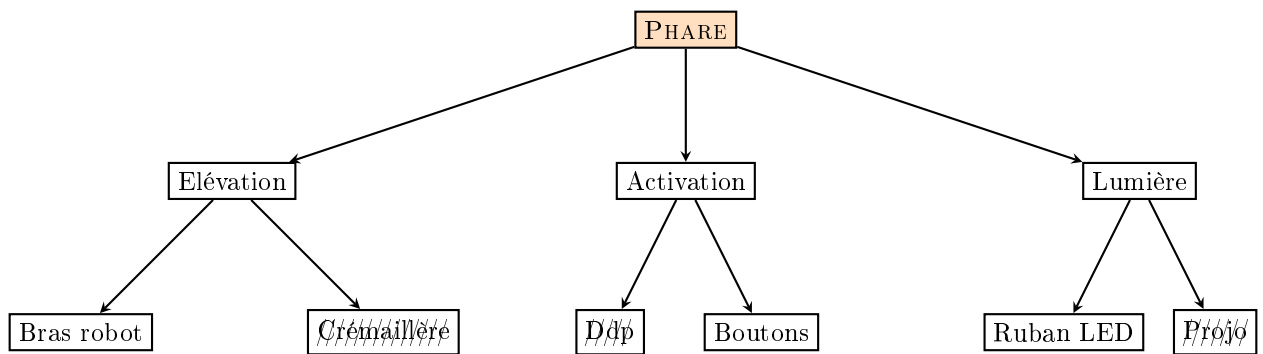 PHARE
Elévation
Activation
Lumière
Bras robot
Crémaillère
Ddp
Boutons
Ruban LED
Projo